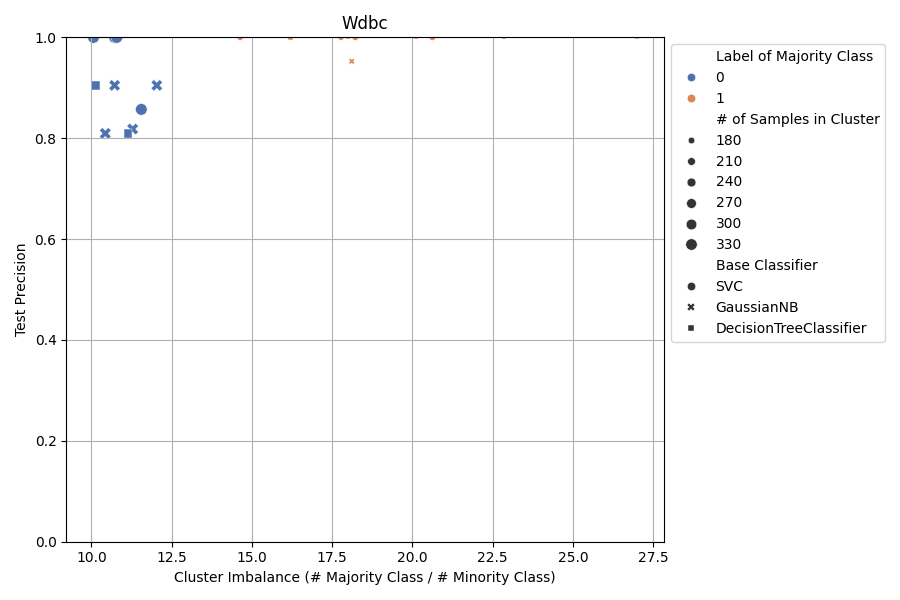 Wdbc
1.0
0.8
0.6
0.4
0.2
0.0
Test Precision
10.0 12.5 15.0 17.5 20.0 22.5 25.0 27.5
Cluster Imbalance (# Majority Class / # Minority Class)
Label of Majority Class
0
1
# of Samples in Cluster
180
210
240
270
300
330
Base Classifier
SVC
GaussianNB
DecisionTreeClassifier